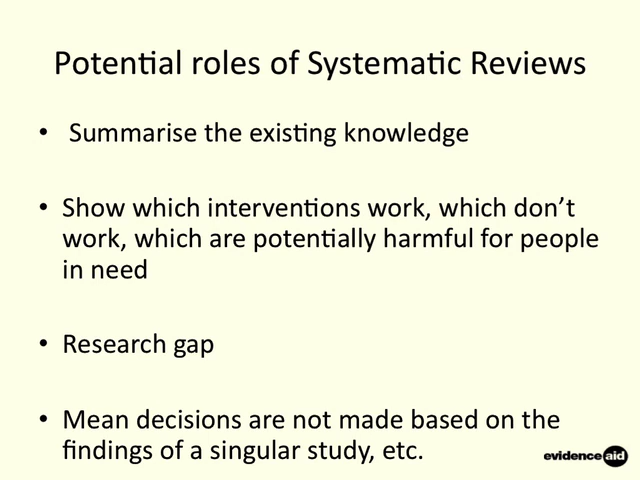 Potential roles of Systematic Reviews
• Summarise the existing knowledge
• Show which interventions work, which don’t
work, which are potentially harmful for people
in need
• Research gap
• Mean decisions are not made based on the
findings of a singular study, etc.
evidence aid